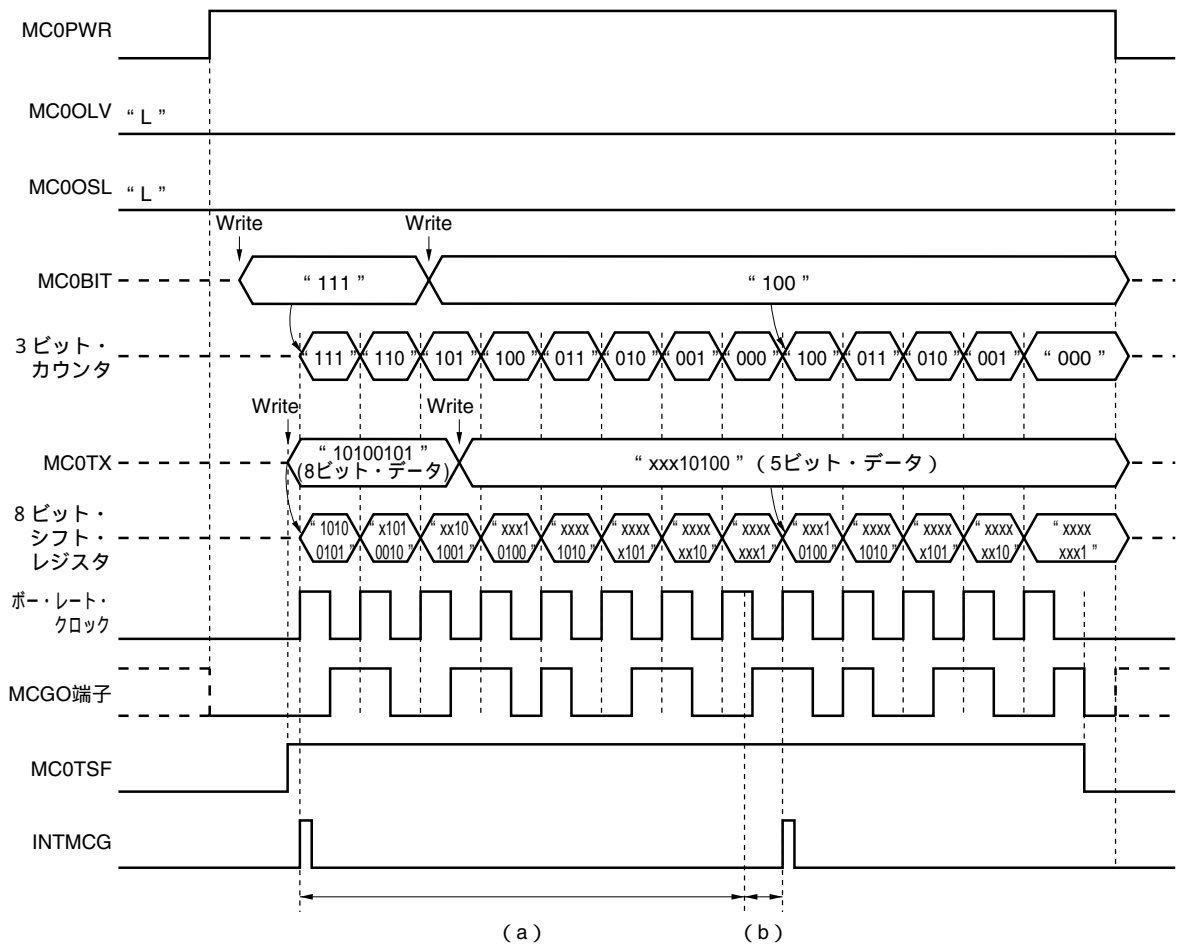 MC0PWR
MC0OLV “ L ”
MC0OSL “ L ”
Write Write
MC0BIT “ 111 ” “ 100 ”
3 ビット・
カウンタ
“ 111 ” “ 110 ” “ 101 ” “ 100 ” “ 011 ” “ 010 ” “ 001 ” “ 000 ” “ 100 ” “ 011 ” “ 010 ” “ 001 ” “ 000 ”
Write Write
MC0TX
“ 10100101 ”
(8ビット・データ)
“ xxx10100 ” ( 5ビット・データ )
8 ビット・
シフト・
レジスタ
“ 1010 “ x101 “ xx10 “ xxx1 “ xxxx “ xxxx “ xxxx “ xxxx “ xxx1 “ xxxx “ xxxx “ xxxx “ xxxx
0101 ” 0010 ” 1001 ” 0100 ” 1010 ” x101 ” xx10 ” xxx1 ” 0100 ” 1010 ” x101 ” xx10 ” xxx1 ”
ボー・レート・
クロック
MCGO端子
MC0TSF
INTMCG
( a ) ( b )